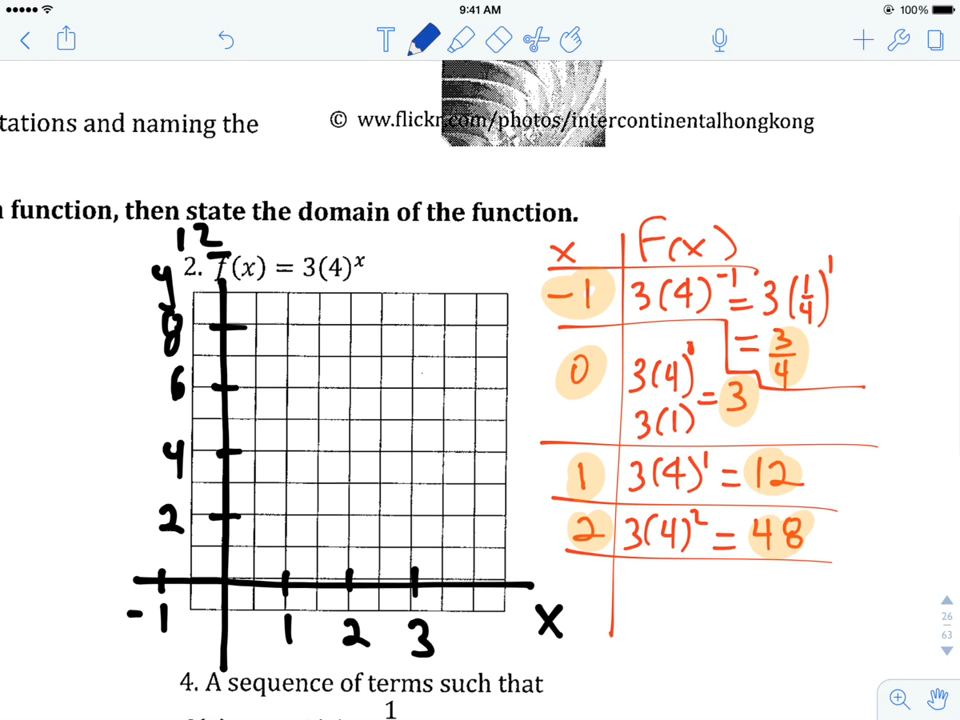 9:41 AM
100%
T
tations and naming the
© ww.flickr.com/photos/intercontinentalhongkong
function, then state the domain of the function.
12
2. f(x) = 3(4)^x
y
8
6
4
2
-1 1 2 3 x
x F(x)
-1 3(4)^-1 = 3(1/4)^1
= 3/4
0 3(4)^0
3(1) = 3
1 3(4)^1 = 12
2 3(4)^2 = 48
26
63
4. A sequence of terms such that
1